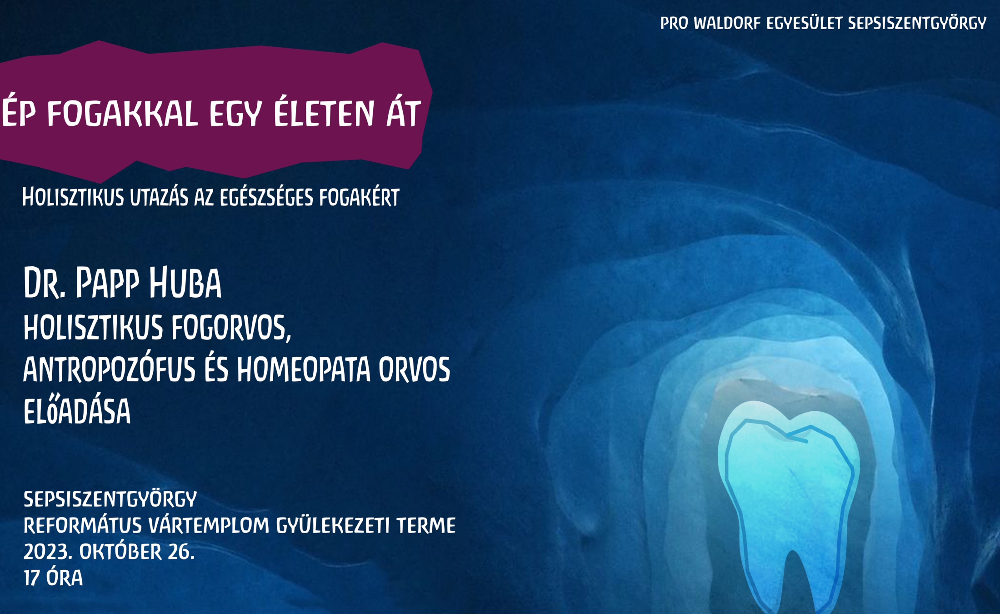 PRO WALDORF EGYESÜLET SEPSISZENTGYÖRGY
ÉP FOGAKKAL EGY ÉLETEN ÁT
HOLISZTIKUS UTAZÁS AZ EGÉSZSÉGES FOGAKÉRT
DR. PAPP HUBA
HOLISZTIKUS FOGORVOS,
ANTROPOZÓFUS ÉS HOMEOPATA ORVOS
ELŐADÁSA
SEPSISZENTGYÖRGY
REFORMÁTUS VÁRTEMPLOM GYÜLEKEZETI TERME
2023. OKTÓBER 26.
17 ÓRA